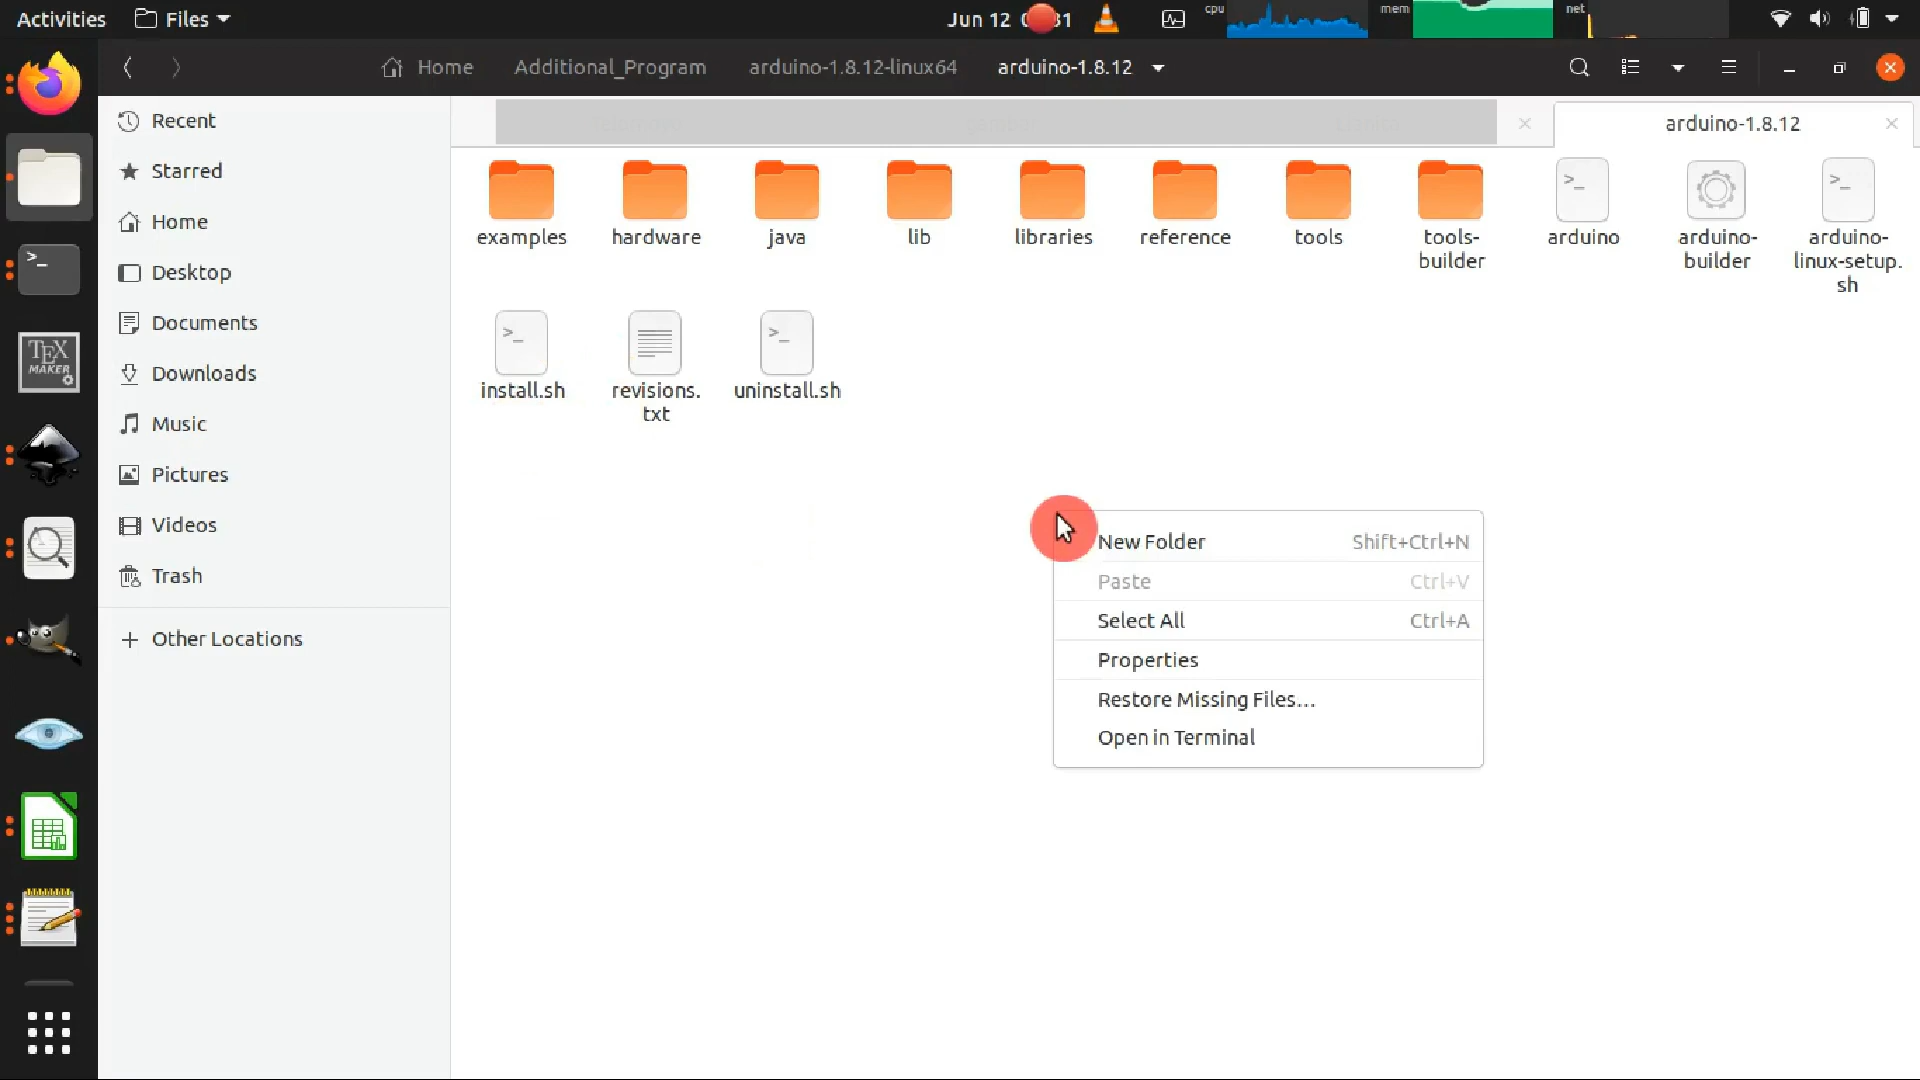 Activities
Files
Jun 12
cpu
mem
net
Home
Additional_Program
arduino-1.8.12-linux64
arduino-1.8.12
arduino-1.8.12
Recent
Starred
Home
Desktop
Documents
Downloads
Music
Pictures
Videos
Trash
Other Locations
examples
hardware
java
lib
libraries
reference
tools
tools-
builder
arduino
arduino-
builder
arduino-
linux-setup.
sh
install.sh
revisions.
txt
uninstall.sh
New Folder Shift+Ctrl+N
Paste Ctrl+V
Select All Ctrl+A
Properties
Restore Missing Files...
Open in Terminal
TEX
MAKER